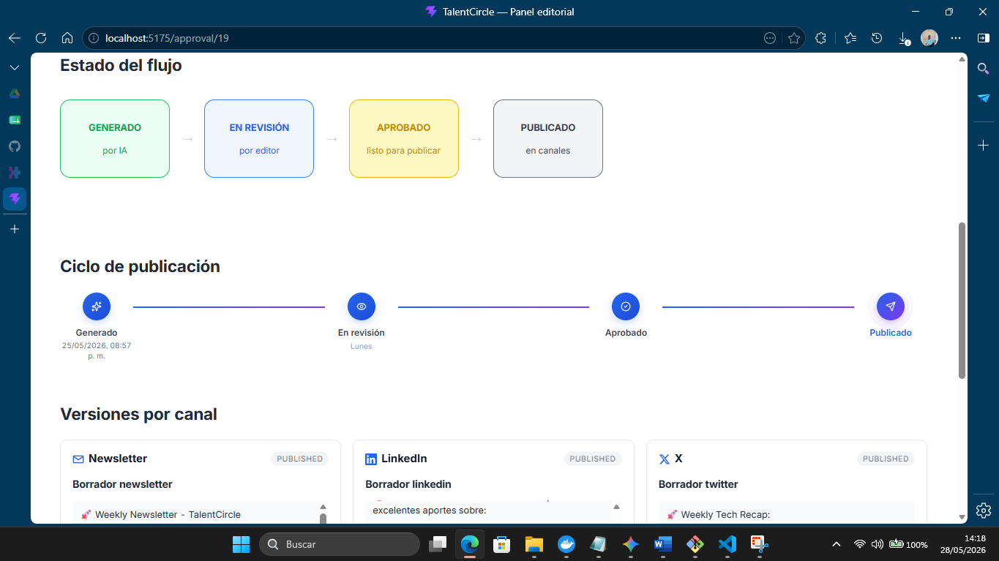 TalentCircle — Panel editorial
localhost:5175/approval/19
Estado del flujo
GENERADO
por IA
→
EN REVISIÓN
por editor
→
APROBADO
listo para publicar
→
PUBLICADO
en canales
Ciclo de publicación
Generado
25/05/2026, 08:57
p. m.
En revisión
Lunes
Aprobado
Publicado
Versiones por canal
Newsletter
PUBLISHED
Borrador newsletter
🚀 Weekly Newsletter - TalentCircle
LinkedIn
PUBLISHED
Borrador linkedin
excelentes aportes sobre:
X
PUBLISHED
Borrador twitter
🚀 Weekly Tech Recap:
Buscar
100%
14:18
28/05/2026